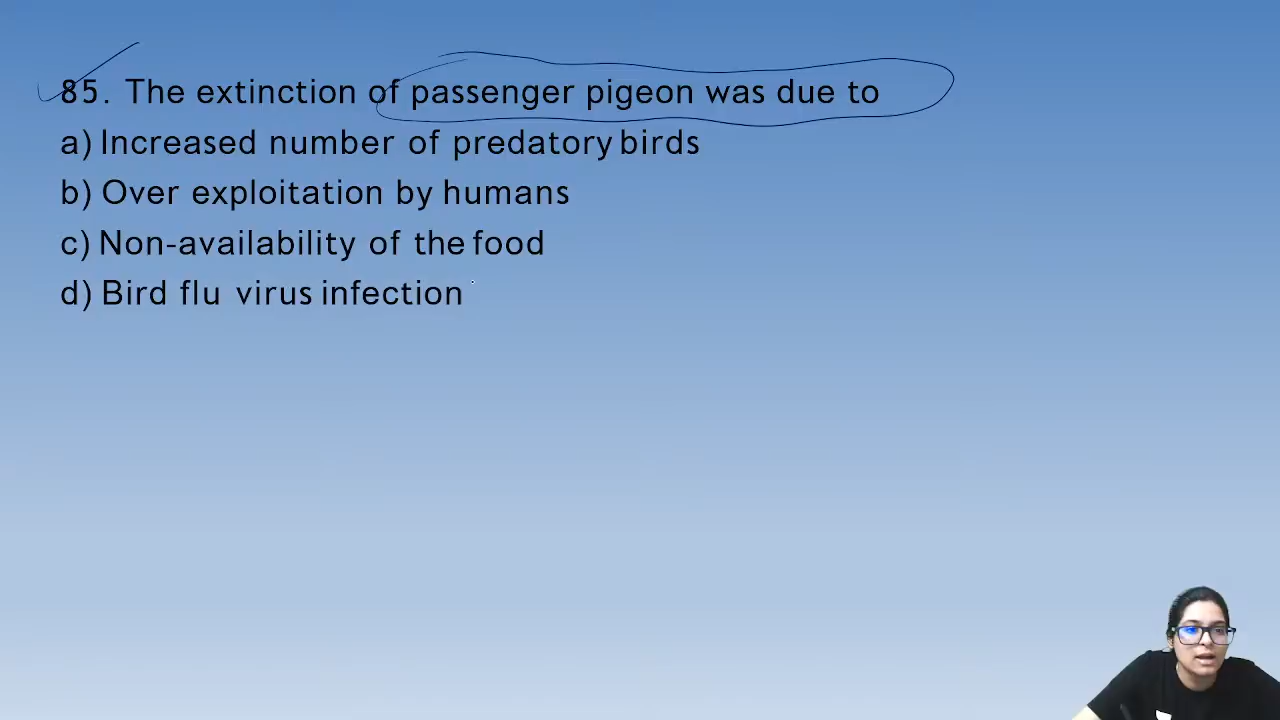 85. The extinction of passenger pigeon was due to
a) Increased number of predatory birds
b) Over exploitation by humans
c) Non-availability of the food
d) Bird flu virus infection